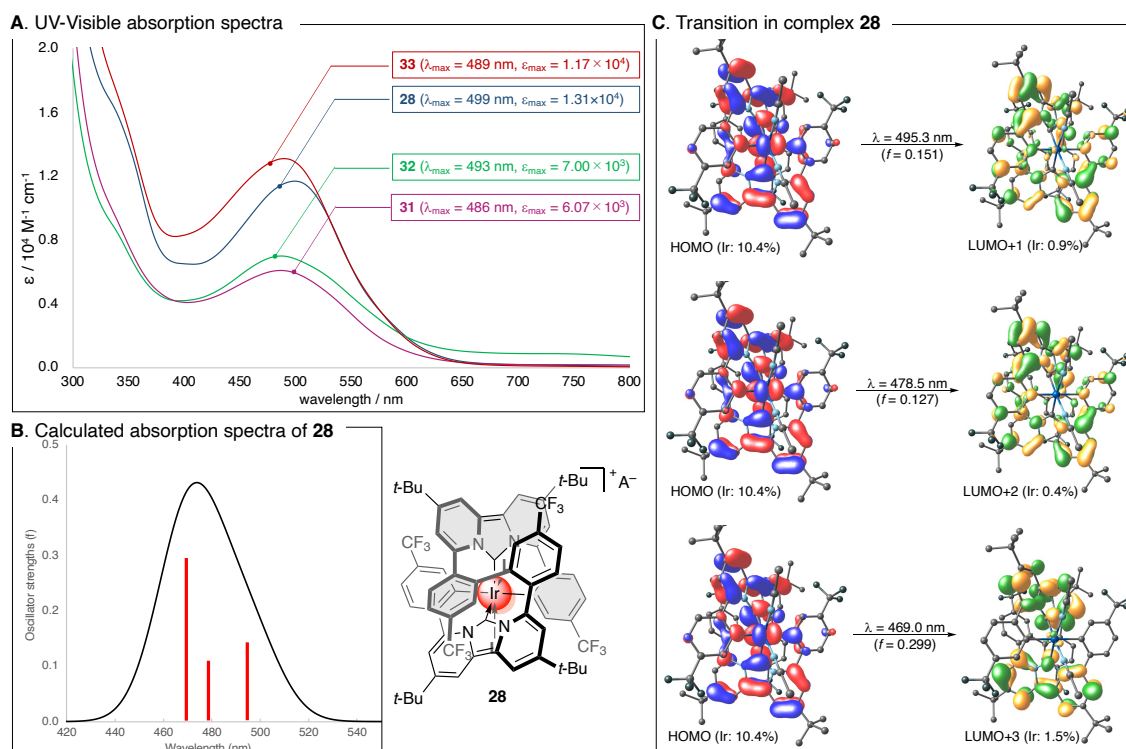 A. UV-Visible absorption spectra
2.0
1.6
1.2
0.8
0.4
0.0
ε / 10⁴ M⁻¹ cm⁻¹
33 (λmax = 489 nm, εmax = 1.17 × 10⁴)
28 (λmax = 499 nm, εmax = 1.31×10⁴)
32 (λmax = 493 nm, εmax = 7.00 × 10³)
31 (λmax = 486 nm, εmax = 6.07 × 10³)
300 350 400 450 500 550 600 650 700 750 800
wavelength / nm
B. Calculated absorption spectra of 28
0.5
0.4
0.3
0.2
0.1
0.0
Oscillator strengths (f)
420 440 460 480 500 520 540
Wavelength (nm)
t-Bu
t-Bu
+ A–
CF3
CF3
N
N
Ir
N
N
CF3
CF3
t-Bu
t-Bu
28
C. Transition in complex 28
λ = 495.3 nm
(f = 0.151)
HOMO (Ir: 10.4%)
LUMO+1 (Ir: 0.9%)
λ = 478.5 nm
(f = 0.127)
HOMO (Ir: 10.4%)
LUMO+2 (Ir: 0.4%)
λ = 469.0 nm
(f = 0.299)
HOMO (Ir: 10.4%)
LUMO+3 (Ir: 1.5%)